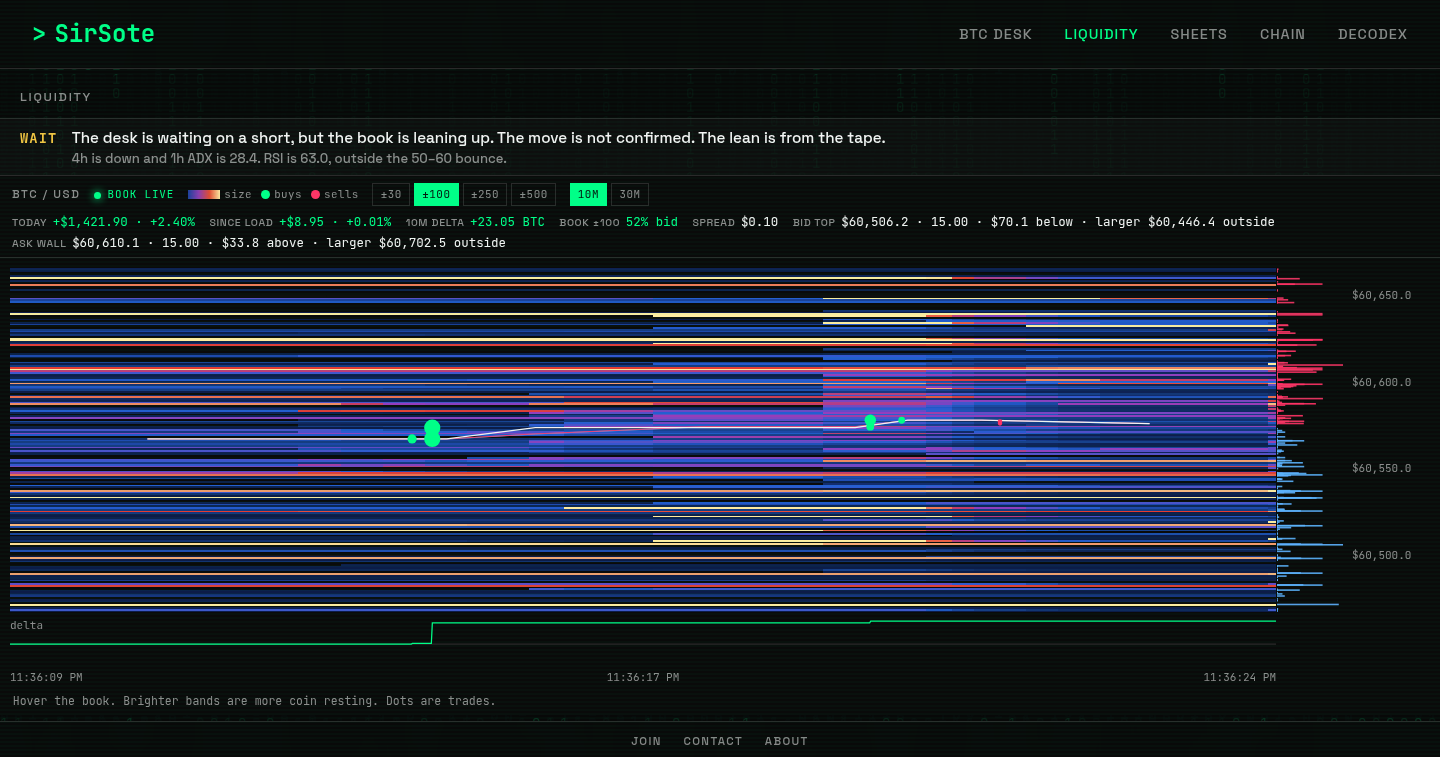 > SirSote
BTC DESK LIQUIDITY SHEETS CHAIN DECODEX
LIQUIDITY
WAIT The desk is waiting on a short, but the book is leaning up. The move is not confirmed. The lean is from the tape.
4h is down and 1h ADX is 28.4. RSI is 63.0, outside the 50–60 bounce.
BTC / USD BOOK LIVE size buys sells ±30 ±100 ±250 ±500 10M 30M
TODAY +$1,421.90 · +2.40% SINCE LOAD +$8.95 · +0.01% 10M DELTA +23.05 BTC BOOK ±100 52% bid SPREAD $0.10 BID TOP $60,506.2 · 15.00 · $70.1 below · larger $60,446.4 outside
ASK WALL $60,610.1 · 15.00 · $33.8 above · larger $60,702.5 outside
$60,650.0
$60,600.0
$60,550.0
$60,500.0
delta
11:36:09 PM 11:36:17 PM 11:36:24 PM
Hover the book. Brighter bands are more coin resting. Dots are trades.
JOIN CONTACT ABOUT